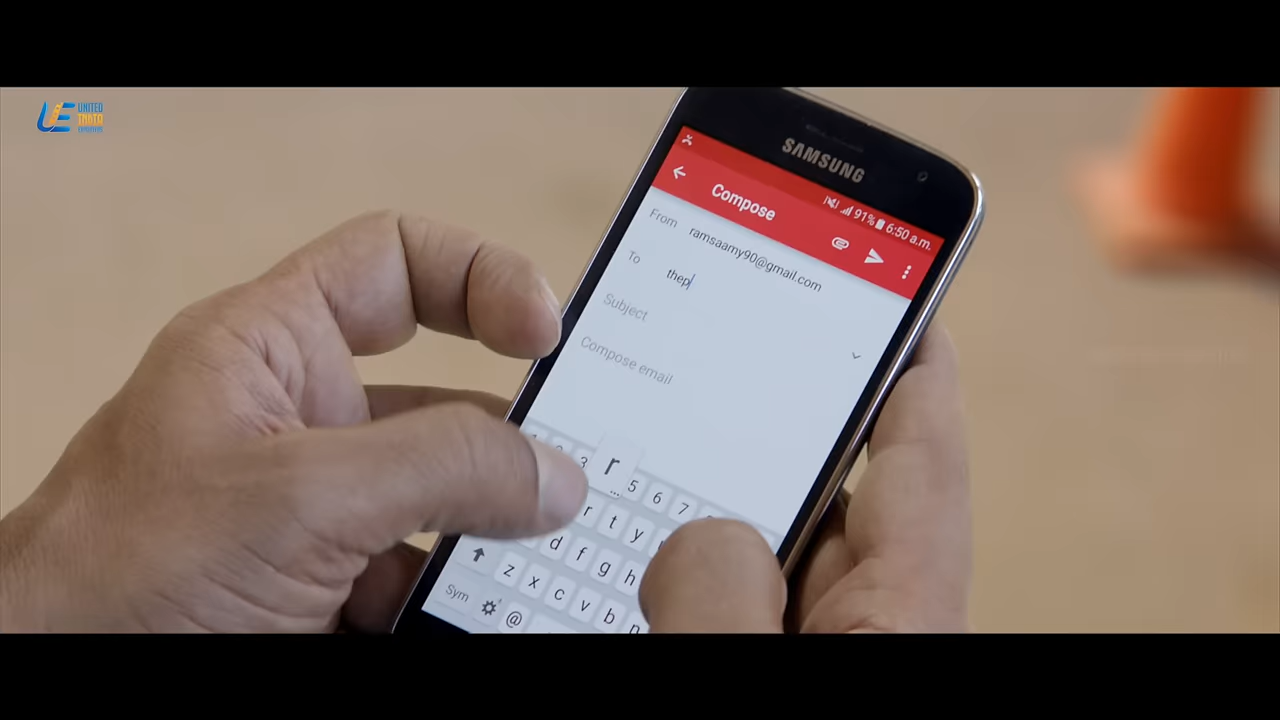 UNITED
INDIA
EXPORTERS
SAMSUNG
91% 6:50 a.m.
Compose
From ramsaamy90@gmail.com
To thep
Subject
Compose email
3 r 5 6 7
r t y
d f g h
z x c v b n
Sym @